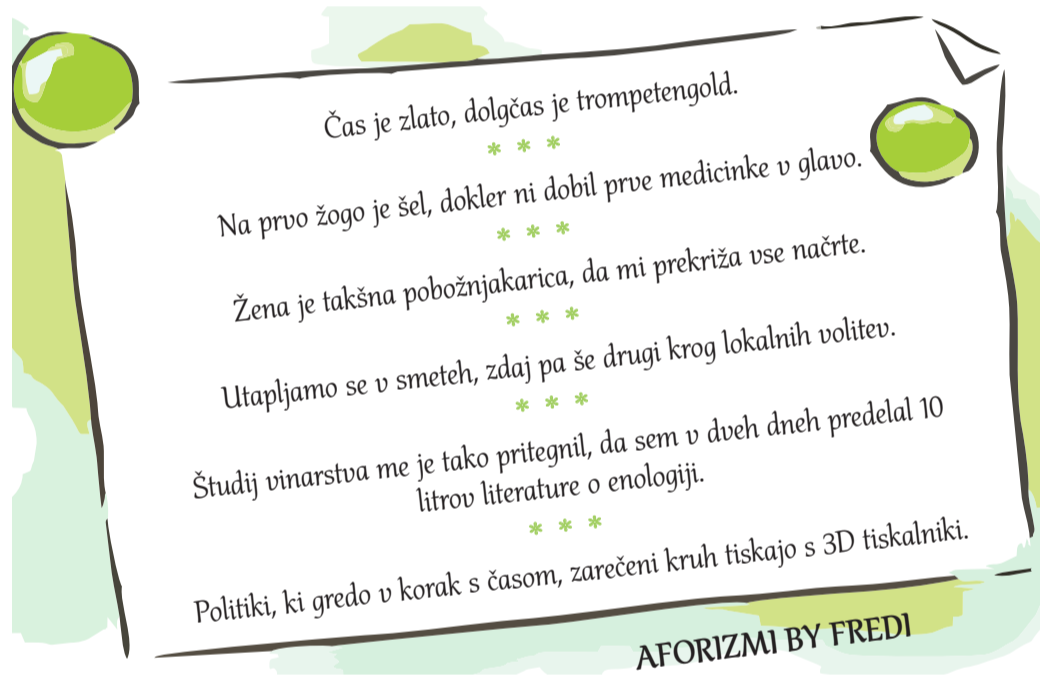 Čas je zlato, dolgčas je trompetengold.
* * *
Na prvo žogo je šel, dokler ni dobil prve medicinke v glavo.
* * *
Žena je takšna pobožnjakarica, da mi prekriža vse načrte.
* * *
Utapljamo se v smeteh, zdaj pa še drugi krog lokalnih volitev.
* * *
Študij vinarstva me je tako pritegnil, da sem v dveh dneh predelal 10
litrov literature o enologiji.
* * *
Politiki, ki gredo v korak s časom, zarečeni kruh tiskajo s 3D tiskalniki.
AFORIZMI BY FREDI